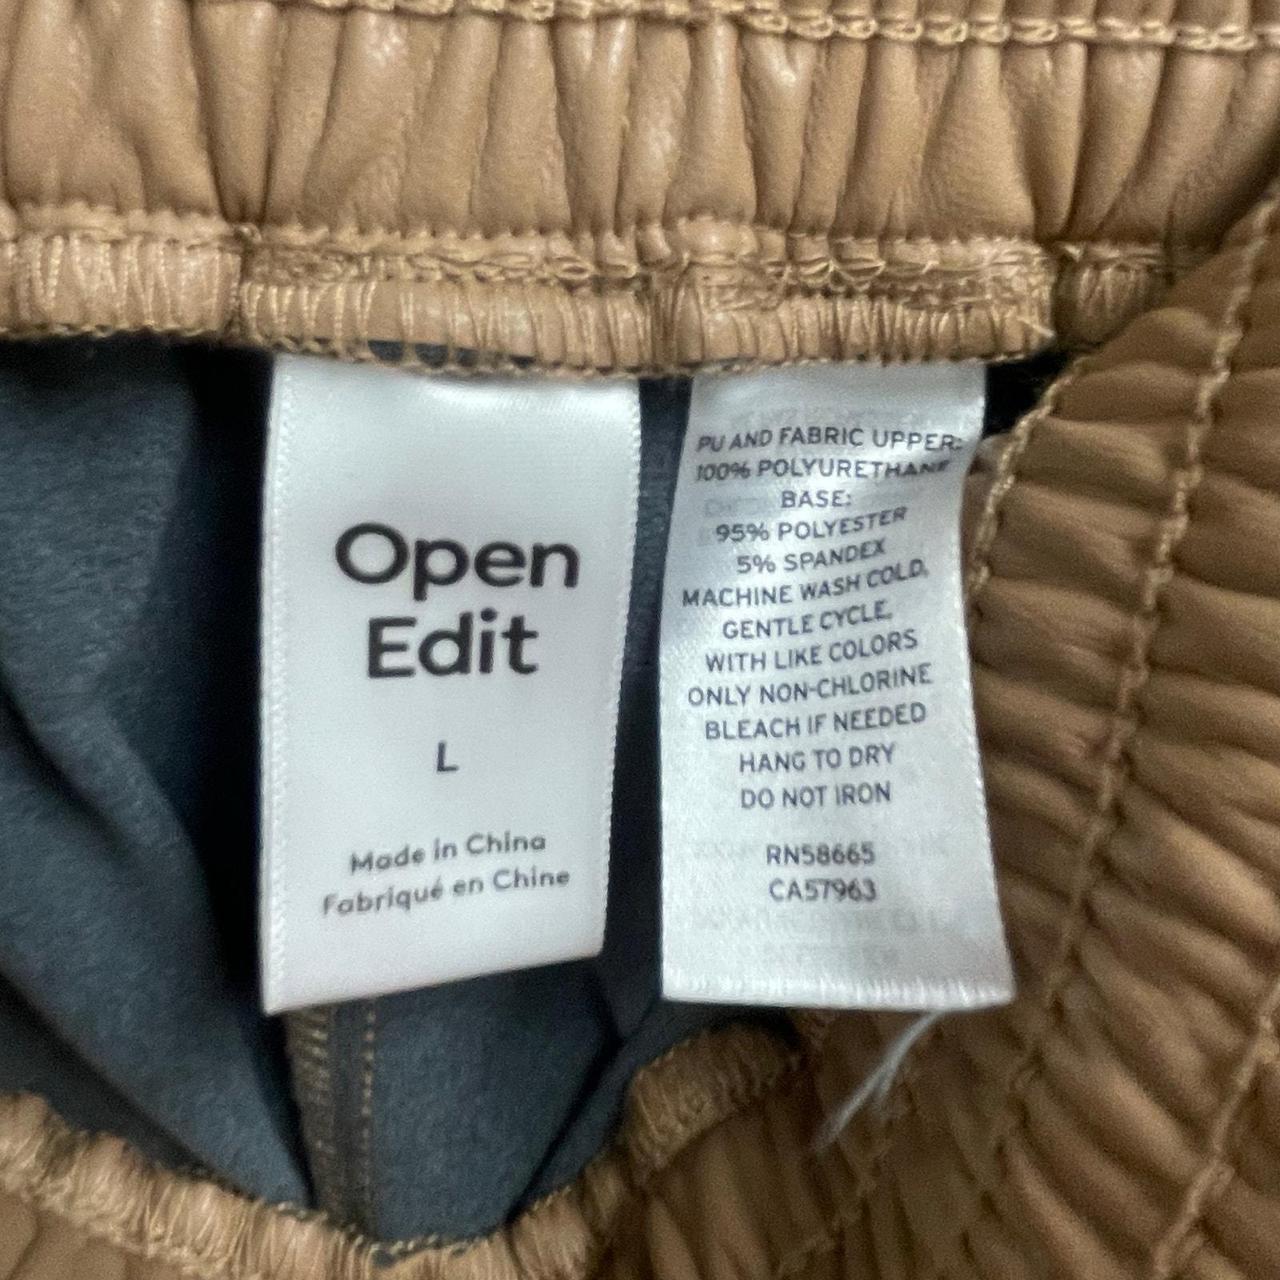 Open
Edit
L
Made in China
Fabriqué en Chine
PU AND FABRIC UPPER:
100% POLYURETHANE
BASE:
95% POLYESTER
5% SPANDEX
MACHINE WASH COLD,
GENTLE CYCLE,
WITH LIKE COLORS
ONLY NON-CHLORINE
BLEACH IF NEEDED
HANG TO DRY
DO NOT IRON
RN58665
CA57963